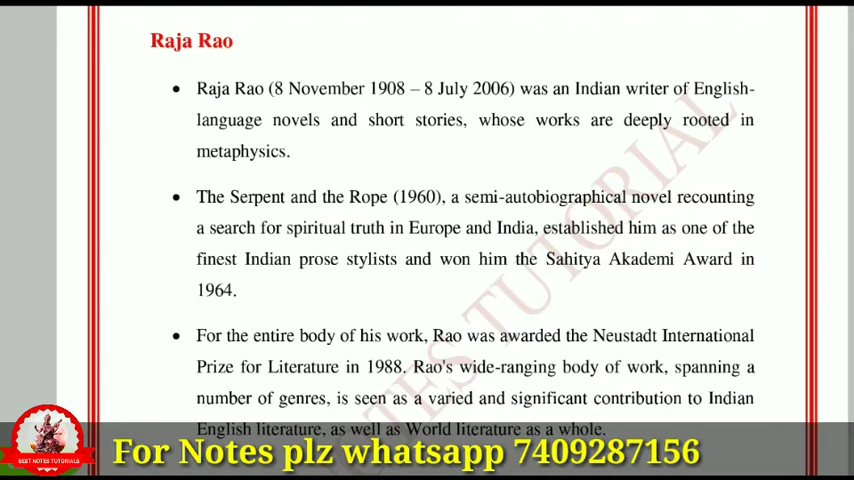 Raja Rao
• Raja Rao (8 November 1908 – 8 July 2006) was an Indian writer of English-
language novels and short stories, whose works are deeply rooted in
metaphysics.
• The Serpent and the Rope (1960), a semi-autobiographical novel recounting
a search for spiritual truth in Europe and India, established him as one of the
finest Indian prose stylists and won him the Sahitya Akademi Award in
1964.
• For the entire body of his work, Rao was awarded the Neustadt International
Prize for Literature in 1988. Rao's wide-ranging body of work, spanning a
number of genres, is seen as a varied and significant contribution to Indian
English literature, as well as World literature as a whole.
NOTES TUTORIAL
BEST NOTES TUTORIALS
For Notes plz whatsapp 7409287156